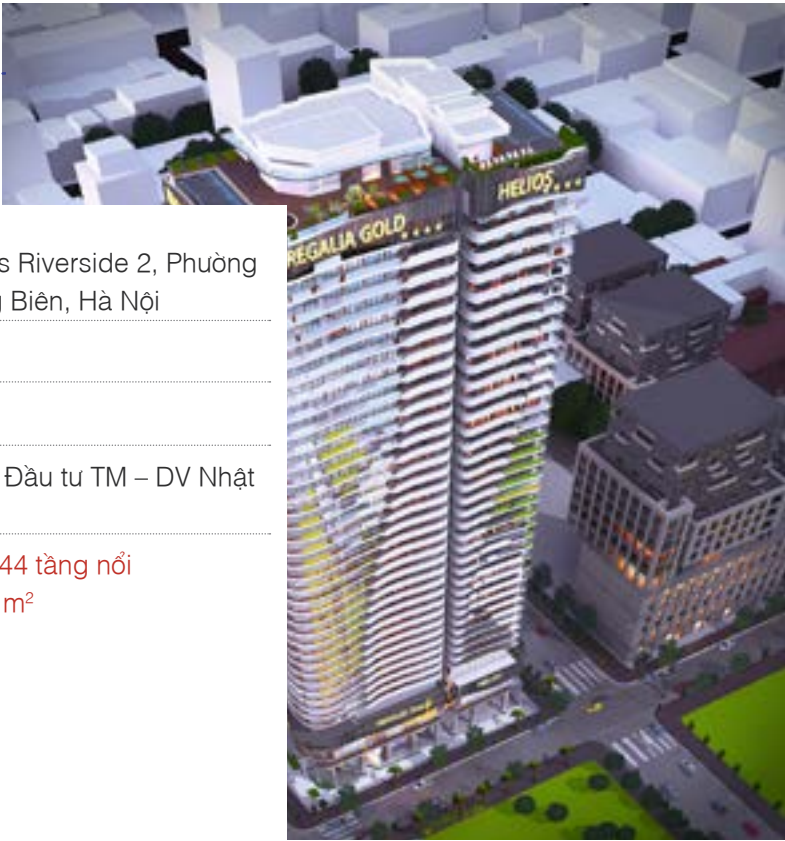 s Riverside 2, Phường
Biên, Hà Nội
Đầu tư TM – DV Nhật
44 tầng nổi
m²
REGALIA GOLD
HELIOS